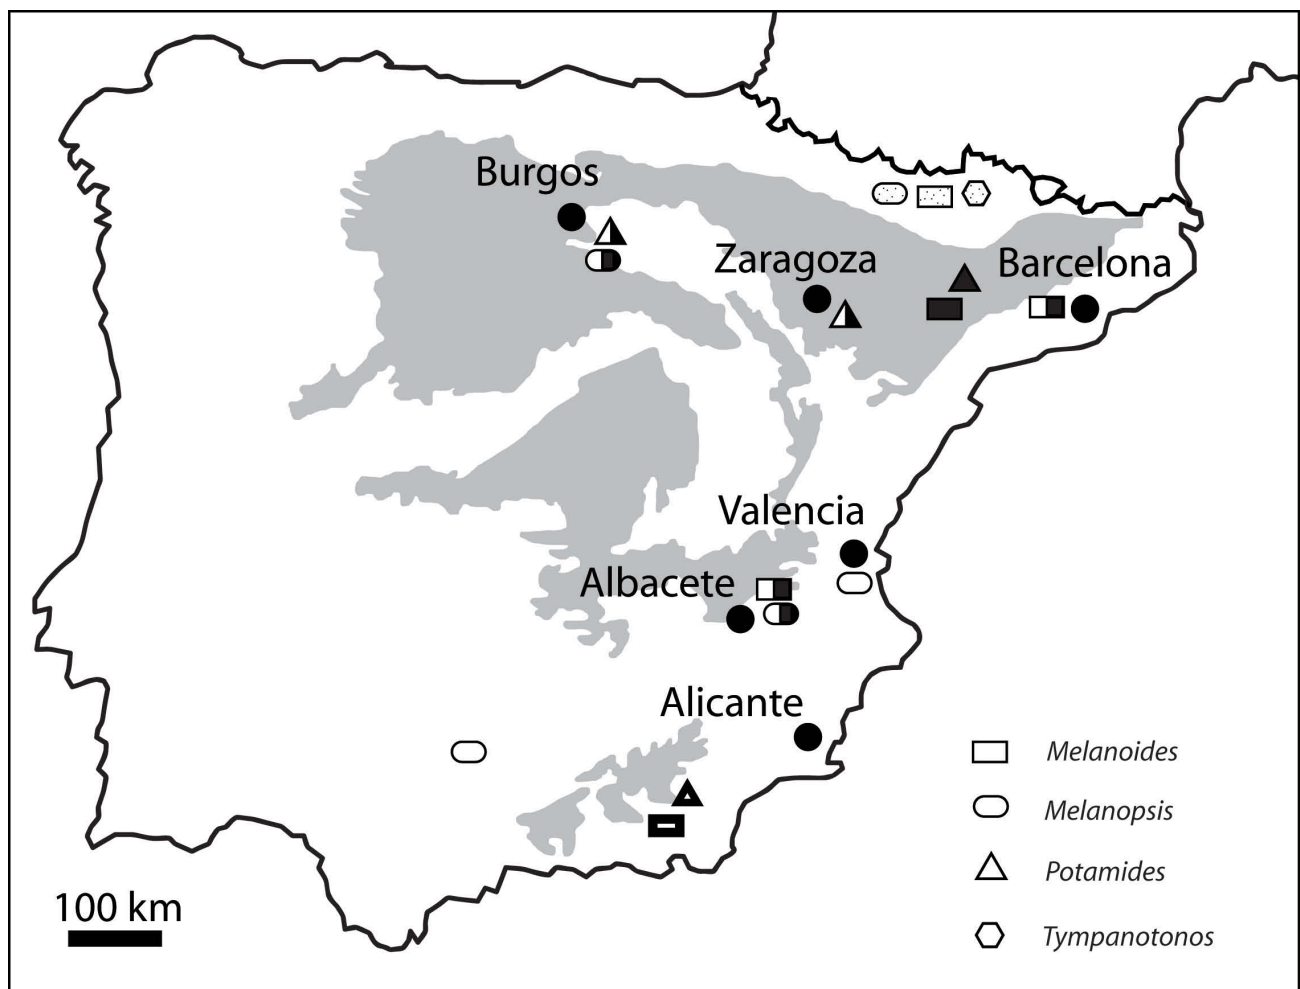 Burgos
Zaragoza
Barcelona
Valencia
Albacete
Alicante
Melanoides
Melanopsis
Potamides
Tympanotonos
100 km